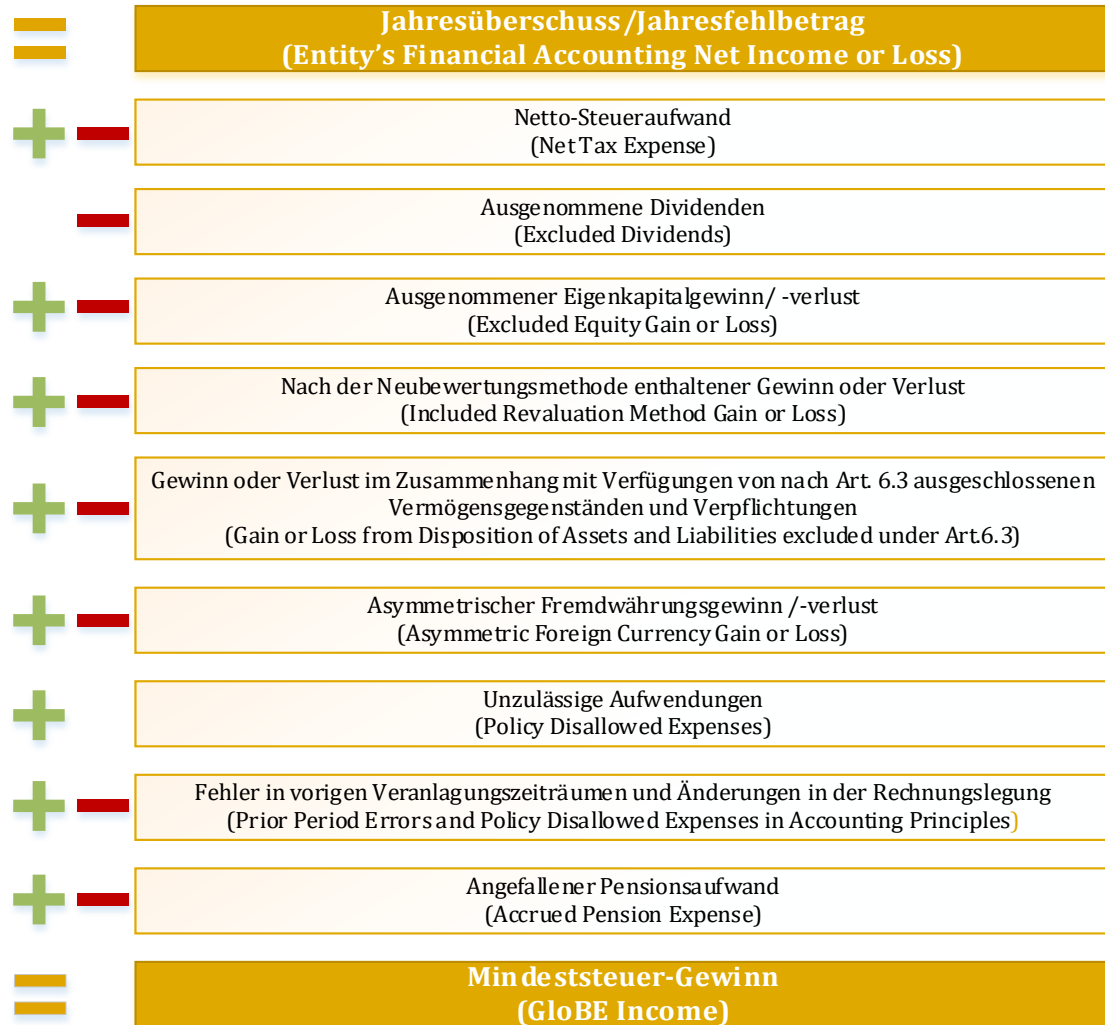 Jahresüberschuss/Jahresfehlbetrag
(Entity's Financial Accounting Net Income or Loss)
Netto-Steueraufwand
(Net Tax Expense)
Ausgenommene Dividenden
(Excluded Dividends)
Ausgenommener Eigenkapitalgewinn/ -verlust
(Excluded Equity Gain or Loss)
Nach der Neubewertungsmethode enthaltener Gewinn oder Verlust
(Included Revaluation Method Gain or Loss)
Gewinn oder Verlust im Zusammenhang mit Verfügungen von nach Art. 6.3 ausgeschlossenen
Vermögensgegenständen und Verpflichtungen
(Gain or Loss from Disposition of Assets and Liabilities excluded under Art.6.3)
Asymmetrischer Fremdwährungsgewinn /-verlust
(Asymmetric Foreign Currency Gain or Loss)
Unzulässige Aufwendungen
(Policy Disallowed Expenses)
Fehler in vorigen Veranlagungszeiträumen und Änderungen in der Rechnungslegung
(Prior Period Errors and Policy Disallowed Expenses in Accounting Principles)
Angefallener Pensionsaufwand
(Accrued Pension Expense)
Mindeststeuer-Gewinn
(GloBE Income)